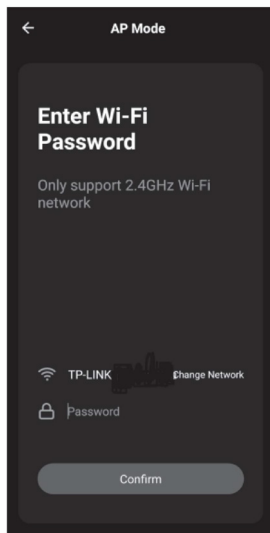 AP Mode
Enter Wi-Fi
Password
Only support 2.4GHz Wi-Fi
network
TP-LINK Change Network
Password
Confirm